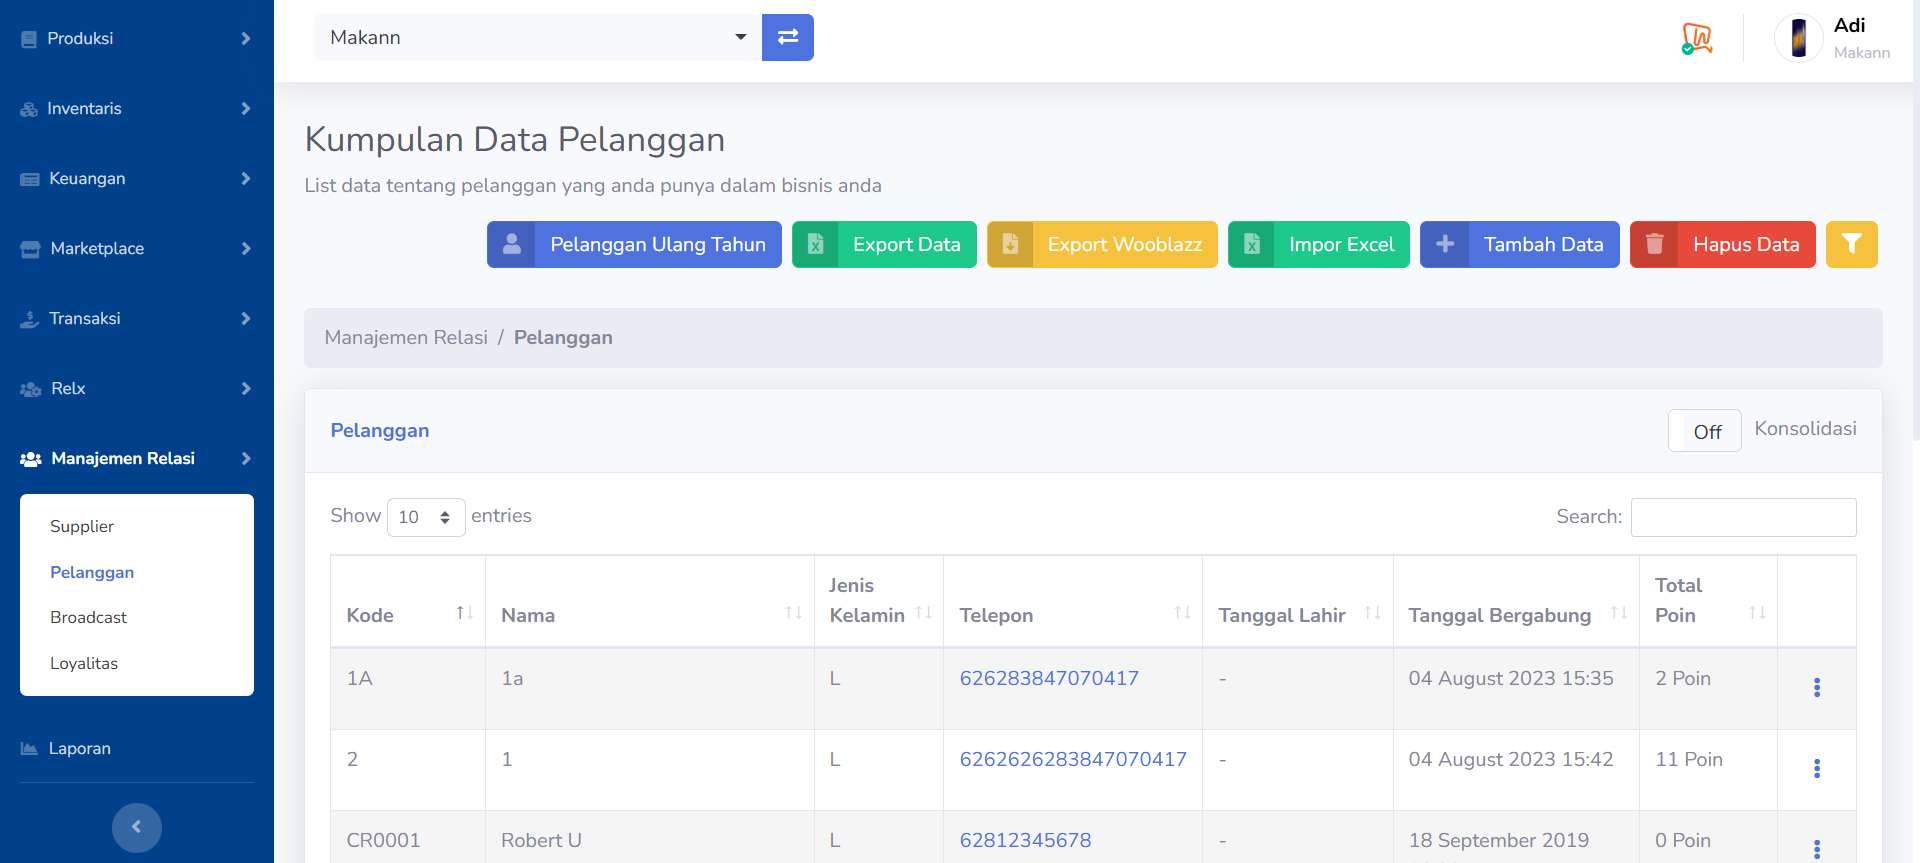 Produksi
Inventaris
Keuangan
Marketplace
Transaksi
Relx
Manajemen Relasi
Supplier
Pelanggan
Broadcast
Loyalitas
Laporan
Makann
Adi
Makann
Kumpulan Data Pelanggan
List data tentang pelanggan yang anda punya dalam bisnis anda
Pelanggan Ulang Tahun Export Data Export Wooblazz Impor Excel Tambah Data Hapus Data
Manajemen Relasi / Pelanggan
Pelanggan
Off Konsolidasi
Show 10 entries
Search:
Kode Nama Jenis Kelamin Telepon Tanggal Lahir Tanggal Bergabung Total Poin
1A 1a L 626283847070417 - 04 August 2023 15:35 2 Poin
2 1 L 6262626283847070417 - 04 August 2023 15:42 11 Poin
CR0001 Robert U L 62812345678 - 18 September 2019 0 Poin